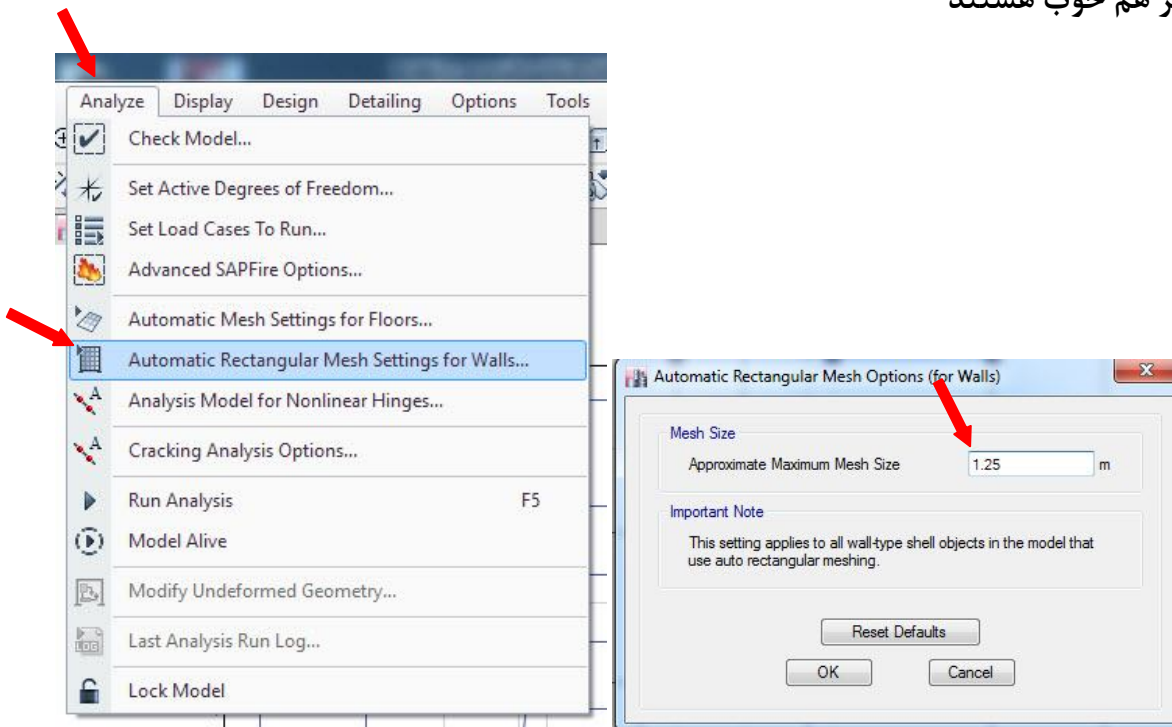 هم خوب هستند
Analyze Display Design Detailing Options Tools
Check Model...
Set Active Degrees of Freedom...
Set Load Cases To Run...
Advanced SAPFire Options...
Automatic Mesh Settings for Floors...
Automatic Rectangular Mesh Settings for Walls...
Analysis Model for Nonlinear Hinges...
Cracking Analysis Options...
Run Analysis F5
Model Alive
Modify Undeformed Geometry...
Last Analysis Run Log...
Lock Model
Automatic Rectangular Mesh Options (for Walls)
Mesh Size
Approximate Maximum Mesh Size 1.25 m
Important Note
This setting applies to all wall-type shell objects in the model that
use auto rectangular meshing.
Reset Defaults
OK Cancel